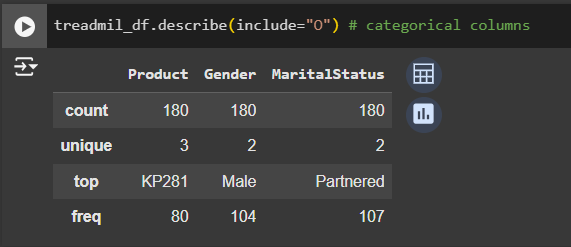 treadmil_df.describe(include="O") # categorical columns
Product Gender MaritalStatus
count 180 180 180
unique 3 2 2
top KP281 Male Partnered
freq 80 104 107